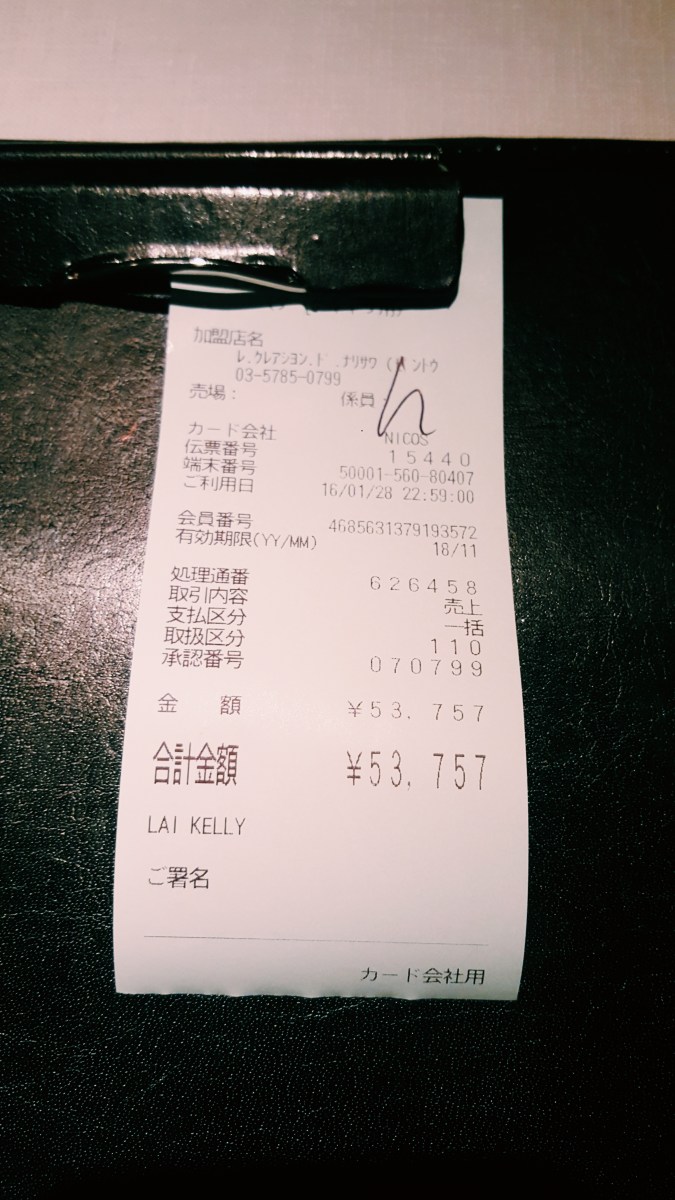 加盟店名
レ.クレアシヨン.ド.ナリサワ (
03-5785-0799
売場: 係員:
カード会社 NICOS
伝票番号 15440
端末番号 50001-560-80407
ご利用日 16/01/28 22:59:00
会員番号 4685631379193572
有効期限(YY/MM) 18/11
処理通番 626458
取引内容 売上
支払区分 一括
取扱区分 110
承認番号 070799
金 額 ¥53,757
合計金額 ¥53,757
LAI KELLY
ご署名
カード会社用